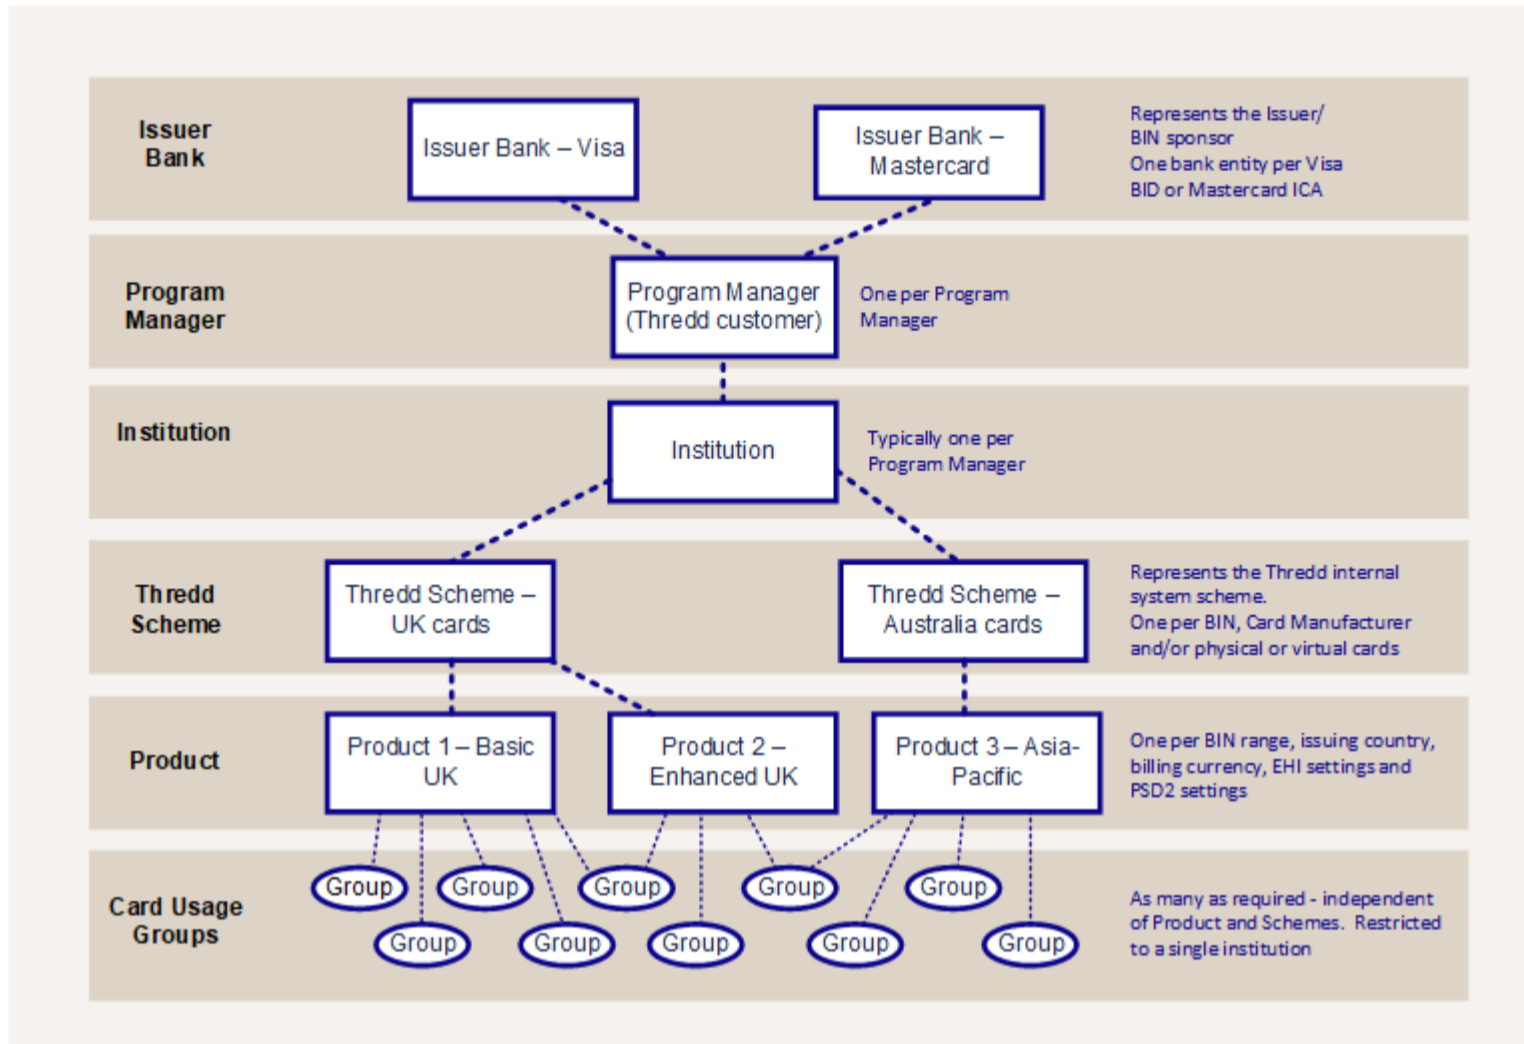 Issuer
Bank
Issuer Bank – Visa
Issuer Bank –
Mastercard
Represents the Issuer/
BIN sponsor
One bank entity per Visa
BID or Mastercard ICA
Program
Manager
Program Manager
(Thredd customer)
One per Program
Manager
Institution
Institution
Typically one per
Program Manager
Thredd
Scheme
Thredd Scheme –
UK cards
Thredd Scheme –
Australia cards
Represents the Thredd internal
system scheme.
One per BIN, Card Manufacturer
and/or physical or virtual cards
Product
Product 1 – Basic
UK
Product 2 –
Enhanced UK
Product 3 – Asia-
Pacific
One per BIN range, issuing country,
billing currency, EHI settings and
PSD2 settings
Card Usage
Groups
Group
Group
Group
Group
Group
Group
Group
Group
Group
Group
As many as required - independent
of Product and Schemes.  Restricted
to a single institution